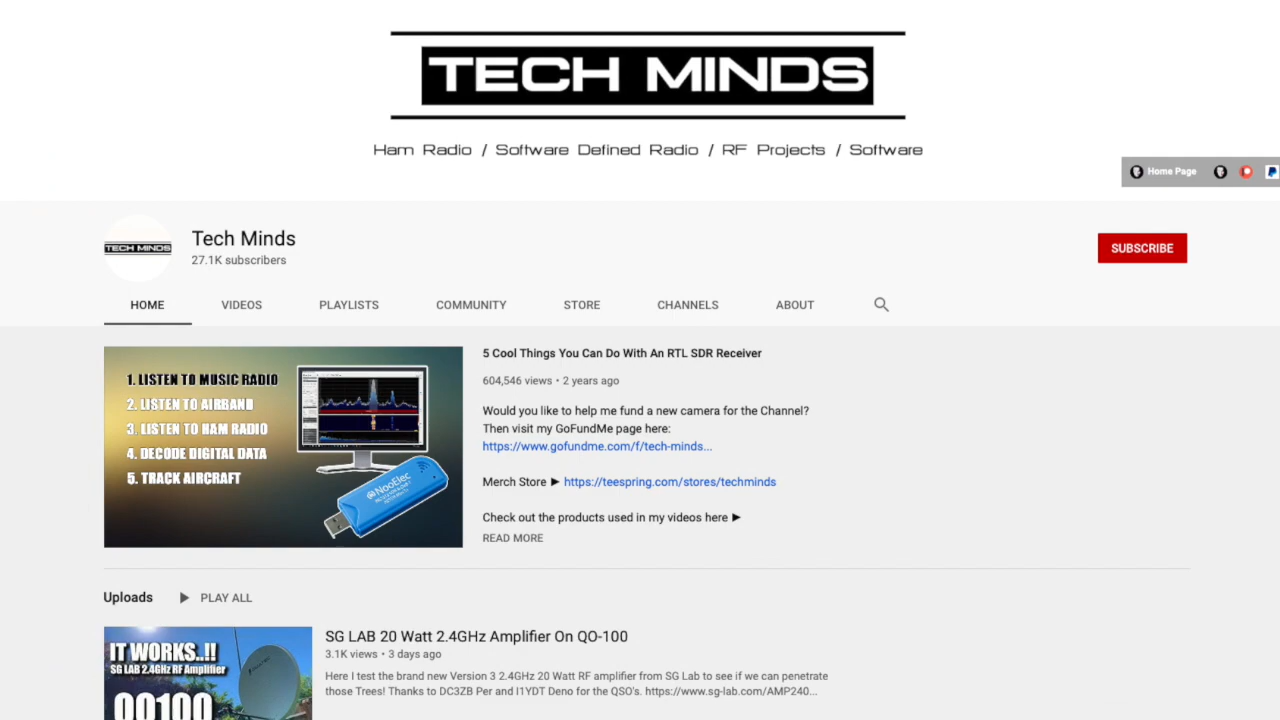 TECH MINDS
Ham Radio / Software Defined Radio / RF Projects / Software
Home Page
TECH MINDS
Tech Minds
27.1K subscribers
SUBSCRIBE
HOME
VIDEOS
PLAYLISTS
COMMUNITY
STORE
CHANNELS
ABOUT
1. LISTEN TO MUSIC RADIO
2. LISTEN TO AIRBAND
3. LISTEN TO HAM RADIO
4. DECODE DIGITAL DATA
5. TRACK AIRCRAFT
NooElec
5 Cool Things You Can Do With An RTL SDR Receiver
604,546 views • 2 years ago
Would you like to help me fund a new camera for the Channel?
Then visit my GoFundMe page here:
https://www.gofundme.com/f/tech-minds...
Merch Store ► https://teespring.com/stores/techminds
Check out the products used in my videos here ►
READ MORE
Uploads
PLAY ALL
IT WORKS..!!
SG LAB 2.4GHz RF Amplifier
QO100
SG LAB 20 Watt 2.4GHz Amplifier On QO-100
3.1K views • 3 days ago
Here I test the brand new Version 3 2.4GHz 20 Watt RF amplifier from SG Lab to see if we can penetrate
those Trees! Thanks to DC3ZB Per and I1YDT Deno for the QSO's. https://www.sg-lab.com/AMP240...